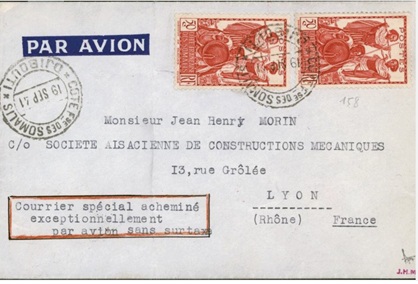 PAR AVION
COTE FSE DES SOMALIS
DJIBOUTI
19 SEP 41
158
Monsieur Jean Henry MORIN
C/o SOCIETE ALSACIENNE DE CONSTRUCTIONS MECANIQUES
13, rue Grôlée
LYON
(Rhône) France
Courrier spécial acheminé
exceptionnellement
par avion sans surtaxe
J.H.M